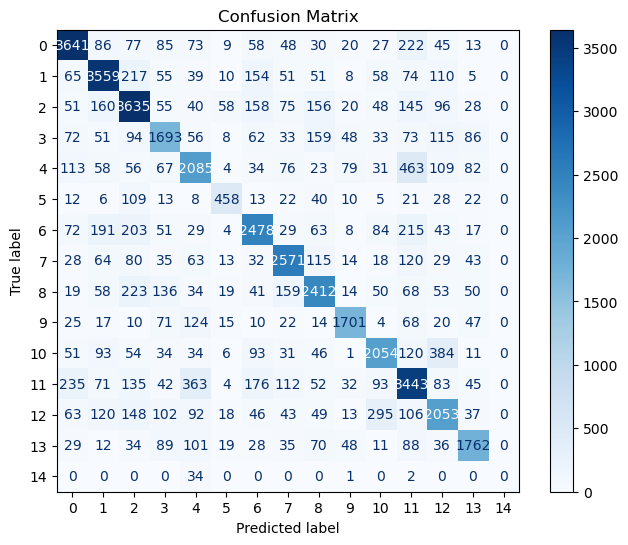 Confusion Matrix
0 3641 86 77 85 73 9 58 48 30 20 27 222 45 13 0
1 65 3559 217 55 39 10 154 51 51 8 58 74 110 5 0
2 51 160 3635 55 40 58 158 75 156 20 48 145 96 28 0
3 72 51 94 1693 56 8 62 33 159 48 33 73 115 86 0
4 113 58 56 67 2085 4 34 76 23 79 31 463 109 82 0
5 12 6 109 13 8 458 13 22 40 10 5 21 28 22 0
6 72 191 203 51 29 4 2478 29 63 8 84 215 43 17 0
7 28 64 80 35 63 13 32 2571 115 14 18 120 29 43 0
8 19 58 223 136 34 19 41 159 2412 14 50 68 53 50 0
9 25 17 10 71 124 15 10 22 14 1701 4 68 20 47 0
10 51 93 54 34 34 6 93 31 46 1 2054 120 384 11 0
11 235 71 135 42 363 4 176 112 52 32 93 3443 83 45 0
12 63 120 148 102 92 18 46 43 49 13 295 106 2053 37 0
13 29 12 34 89 101 19 28 35 70 48 11 88 36 1762 0
14 0 0 0 0 34 0 0 0 0 1 0 2 0 0 0
0 1 2 3 4 5 6 7 8 9 10 11 12 13 14
Predicted label
True label
3500
3000
2500
2000
1500
1000
500
0